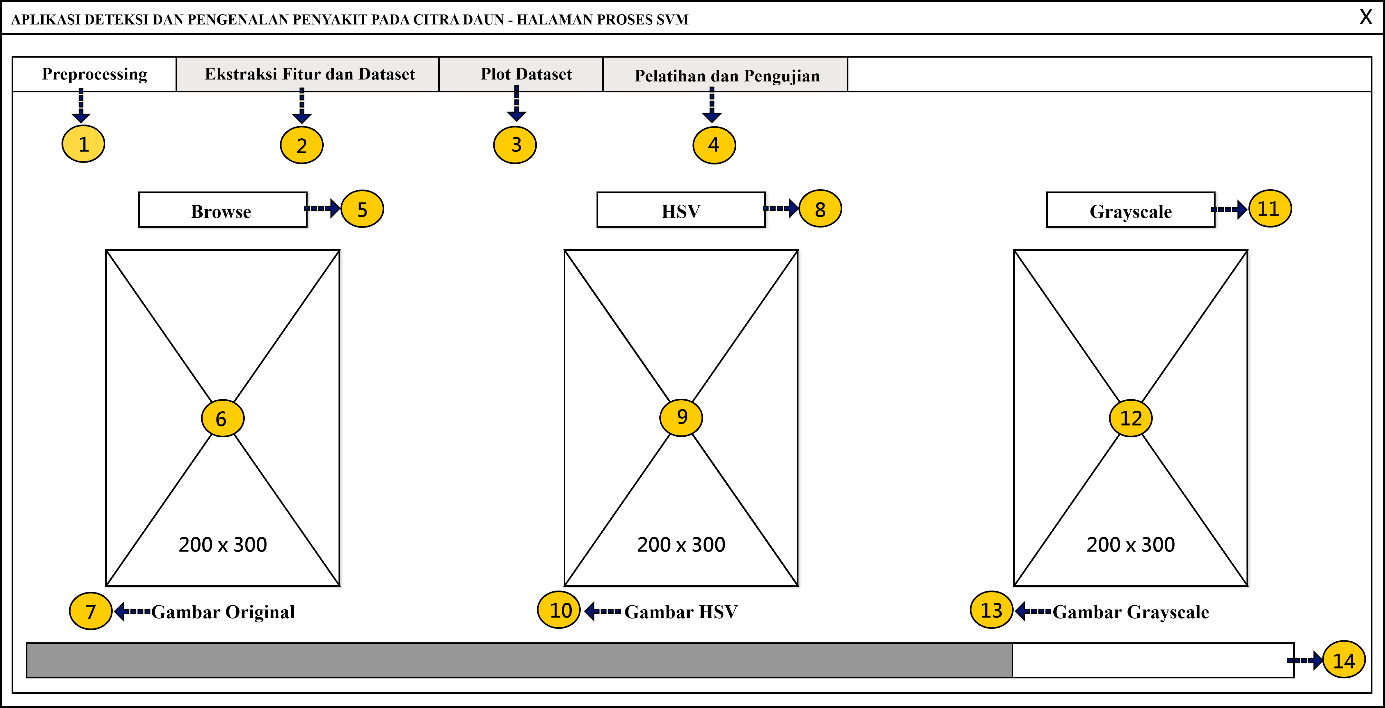 APLIKASI DETEKSI DAN PENGENALAN PENYAKIT PADA CITRA DAUN - HALAMAN PROSES SVM X
Preprocessing Ekstraksi Fitur dan Dataset Plot Dataset Pelatihan dan Pengujian
1 2 3 4
Browse 5 HSV 8 Grayscale 11
6 9 12
200 x 300 200 x 300 200 x 300
7 Gambar Original 10 Gambar HSV 13 Gambar Grayscale
14